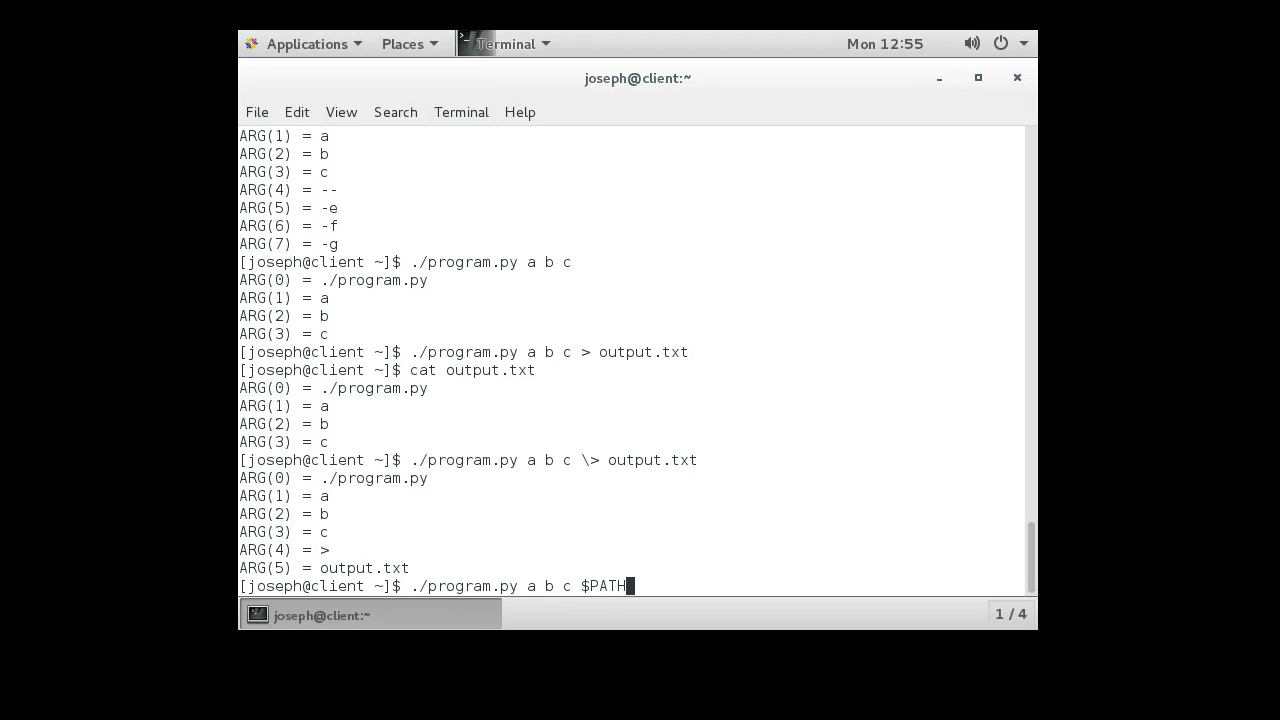 Applications Places Terminal Mon 12:55
joseph@client:~
File Edit View Search Terminal Help
ARG(1) = a
ARG(2) = b
ARG(3) = c
ARG(4) = --
ARG(5) = -e
ARG(6) = -f
ARG(7) = -g
[joseph@client ~]$ ./program.py a b c
ARG(0) = ./program.py
ARG(1) = a
ARG(2) = b
ARG(3) = c
[joseph@client ~]$ ./program.py a b c > output.txt
[joseph@client ~]$ cat output.txt
ARG(0) = ./program.py
ARG(1) = a
ARG(2) = b
ARG(3) = c
[joseph@client ~]$ ./program.py a b c \> output.txt
ARG(0) = ./program.py
ARG(1) = a
ARG(2) = b
ARG(3) = c
ARG(4) = >
ARG(5) = output.txt
[joseph@client ~]$ ./program.py a b c $PATH
joseph@client:~ 1 / 4